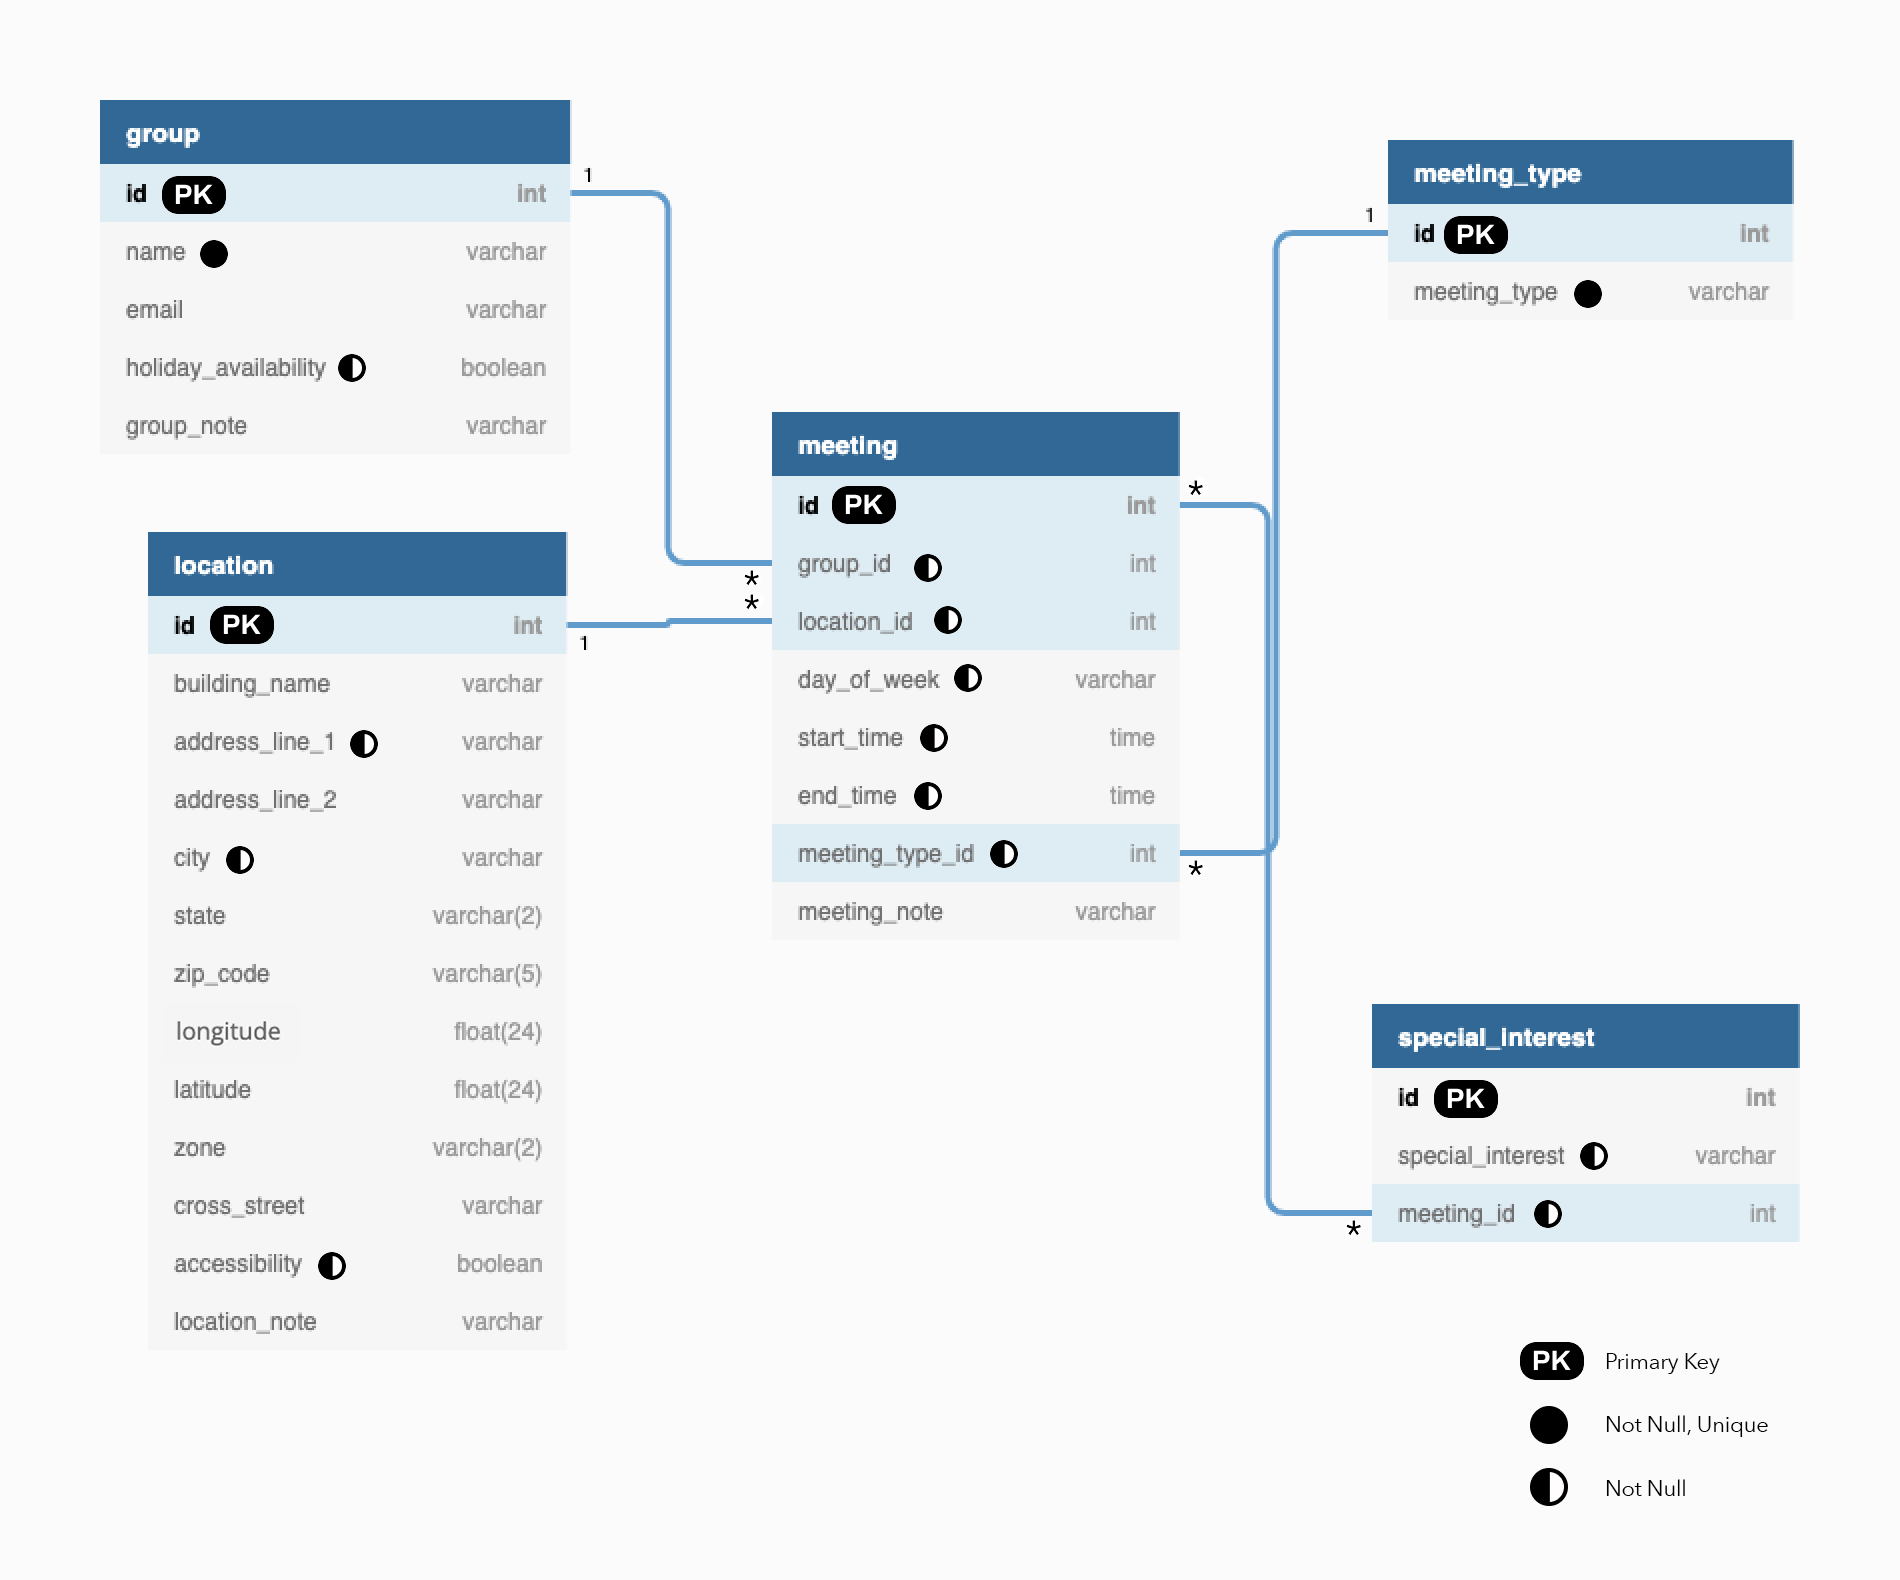 group
id PK int
name varchar
email varchar
holiday_availability boolean
group_note varchar
1
*
location
id PK int
building_name varchar
address_line_1 varchar
address_line_2 varchar
city varchar
state varchar(2)
zip_code varchar(5)
longitude float(24)
latitude float(24)
zone varchar(2)
cross_street varchar
accessibility boolean
location_note varchar
1
*
meeting
id PK int
group_id int
location_id int
day_of_week varchar
start_time time
end_time time
meeting_type_id int
meeting_note varchar
*
*
1
meeting_type
id PK int
meeting_type varchar
special_interest
id PK int
special_interest varchar
meeting_id int
*
PK Primary Key
Not Null, Unique
Not Null